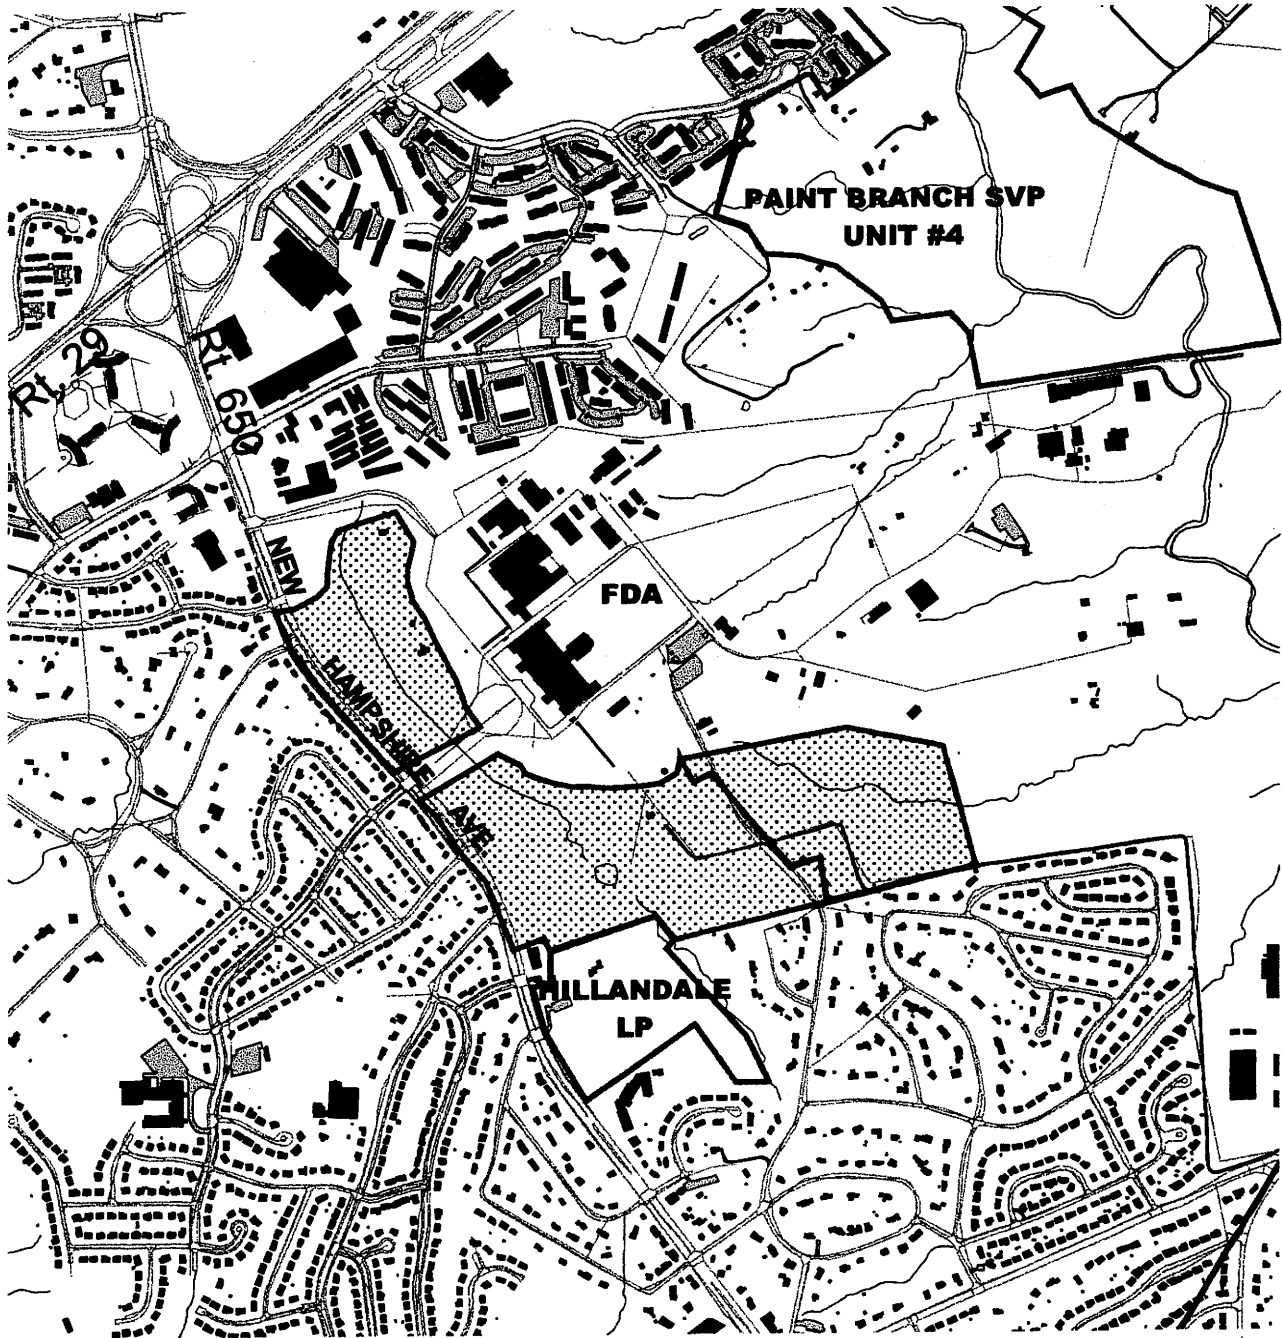 PAINT BRANCH SVP
UNIT #4
Rt. 29
Rt. 650
NEW
HAMPSHIRE
AVE
FDA
HILLANDALE
LP